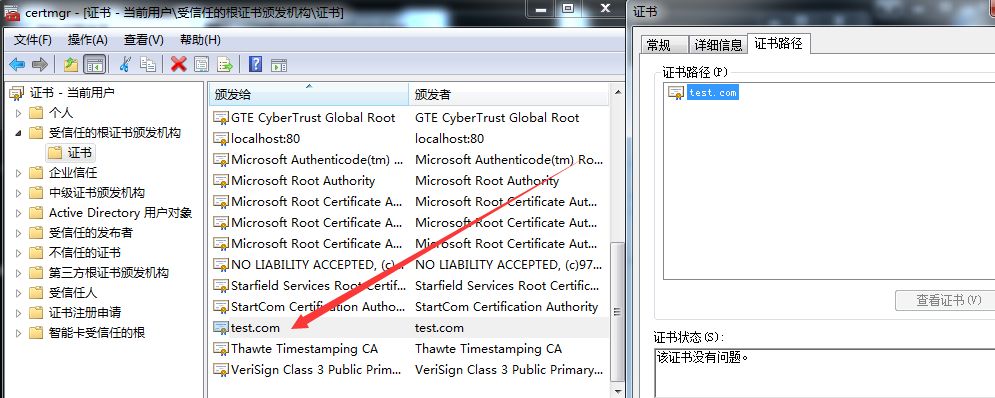 certmgr - [证书 - 当前用户\受信任的根证书颁发机构\证书]
文件(F) 操作(A) 查看(V) 帮助(H)
证书 - 当前用户
个人
受信任的根证书颁发机构
证书
企业信任
中级证书颁发机构
Active Directory 用户对象
受信任的发布者
不信任的证书
第三方根证书颁发机构
受信任人
证书注册申请
智能卡受信任的根
颁发给 颁发者
GTE CyberTrust Global Root GTE CyberTrust Global Root
localhost:80 localhost:80
Microsoft Authenticode(tm) ... Microsoft Authenticode(tm) Ro...
Microsoft Root Authority Microsoft Root Authority
Microsoft Root Certificate A... Microsoft Root Certificate Aut...
Microsoft Root Certificate A... Microsoft Root Certificate Aut...
Microsoft Root Certificate A... Microsoft Root Certificate Aut...
NO LIABILITY ACCEPTED, (c)... NO LIABILITY ACCEPTED, (c)97...
Starfield Services Root Certif... Starfield Services Root Certific...
StartCom Certification Autho... StartCom Certification Authority
test.com test.com
Thawte Timestamping CA Thawte Timestamping CA
VeriSign Class 3 Public Prim... VeriSign Class 3 Public Primary...
证书
常规 详细信息 证书路径
证书路径(P)
test.com
查看证书(V)
证书状态(S):
该证书没有问题。